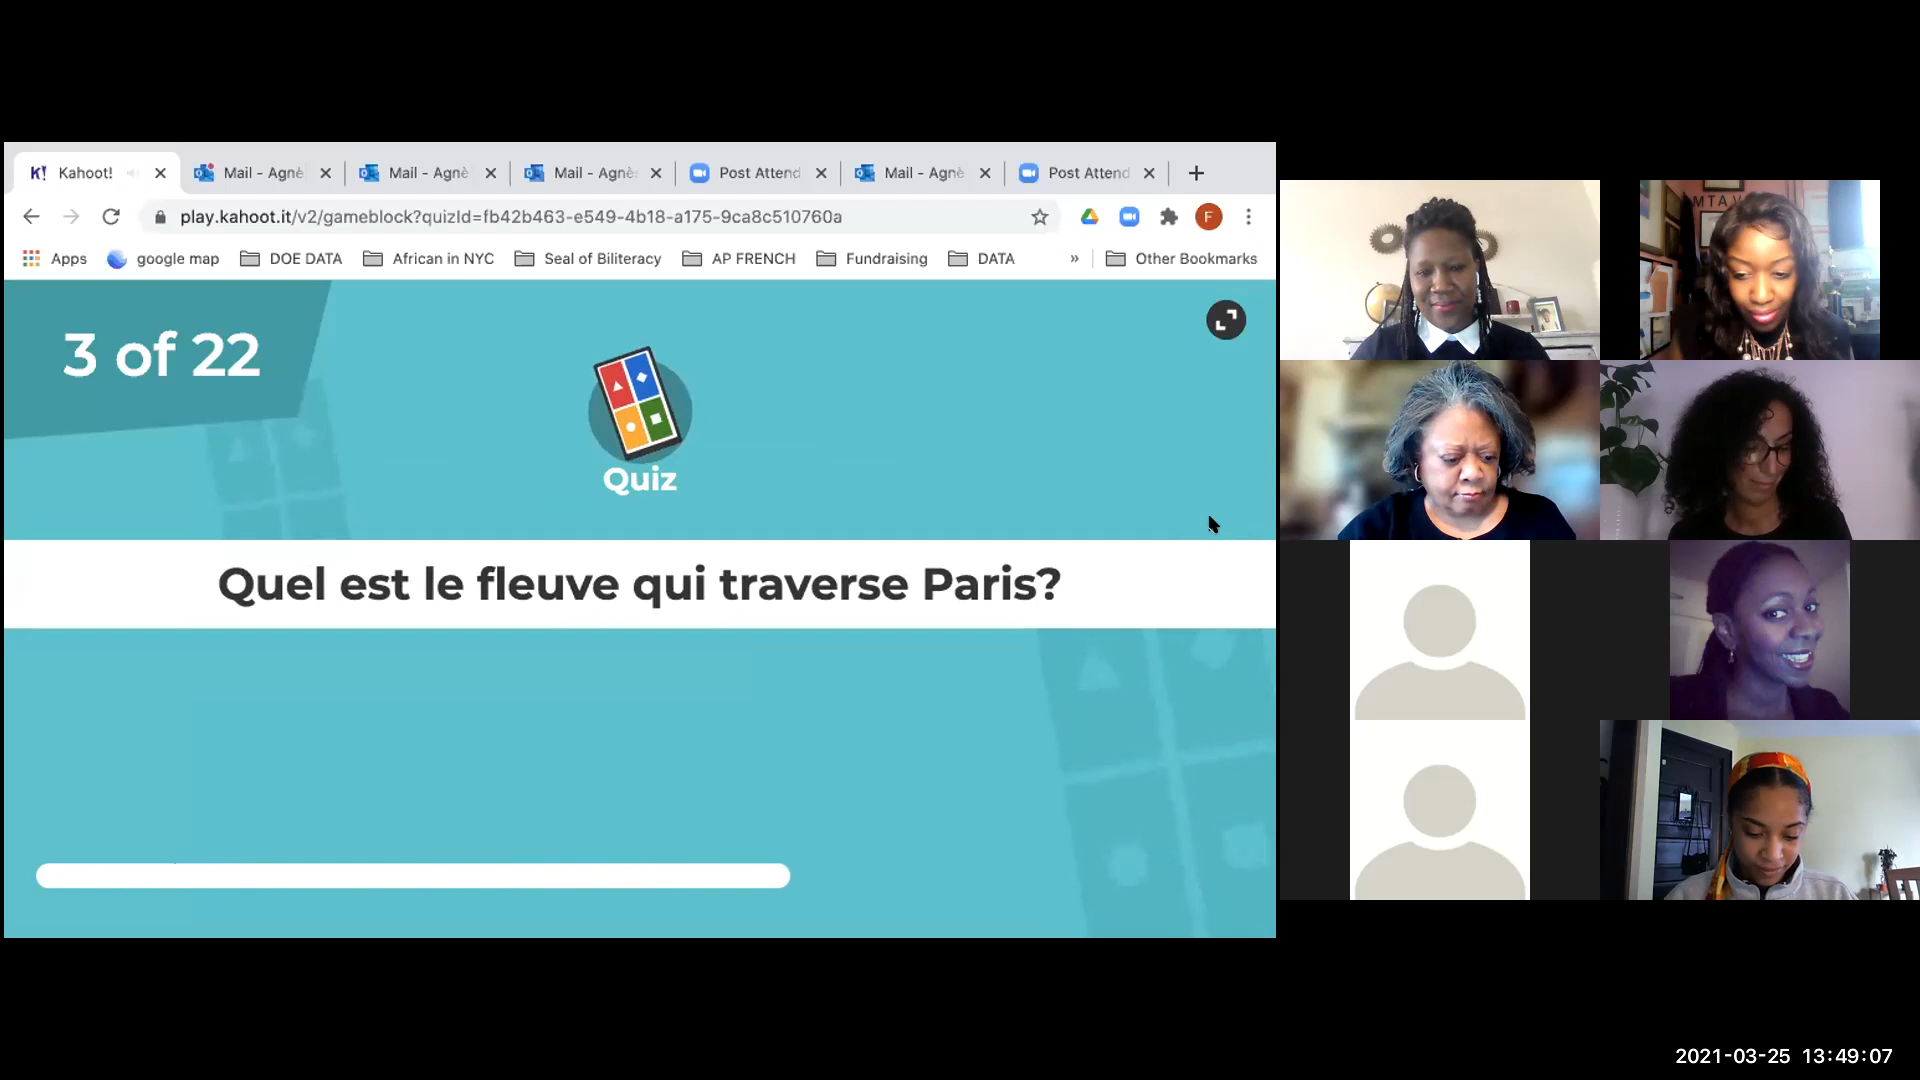 K! Kahoot!
Mail - Agnè
Mail - Agnè
Mail - Agnè
Post Attend
Mail - Agnè
Post Attend
play.kahoot.it/v2/gameblock?quizId=fb42b463-e549-4b18-a175-9ca8c510760a
F
Apps
google map
DOE DATA
African in NYC
Seal of Biliteracy
AP FRENCH
Fundraising
DATA
»
Other Bookmarks
3 of 22
Quiz
Quel est le fleuve qui traverse Paris?
MTA
2021-03-25 13:49:07